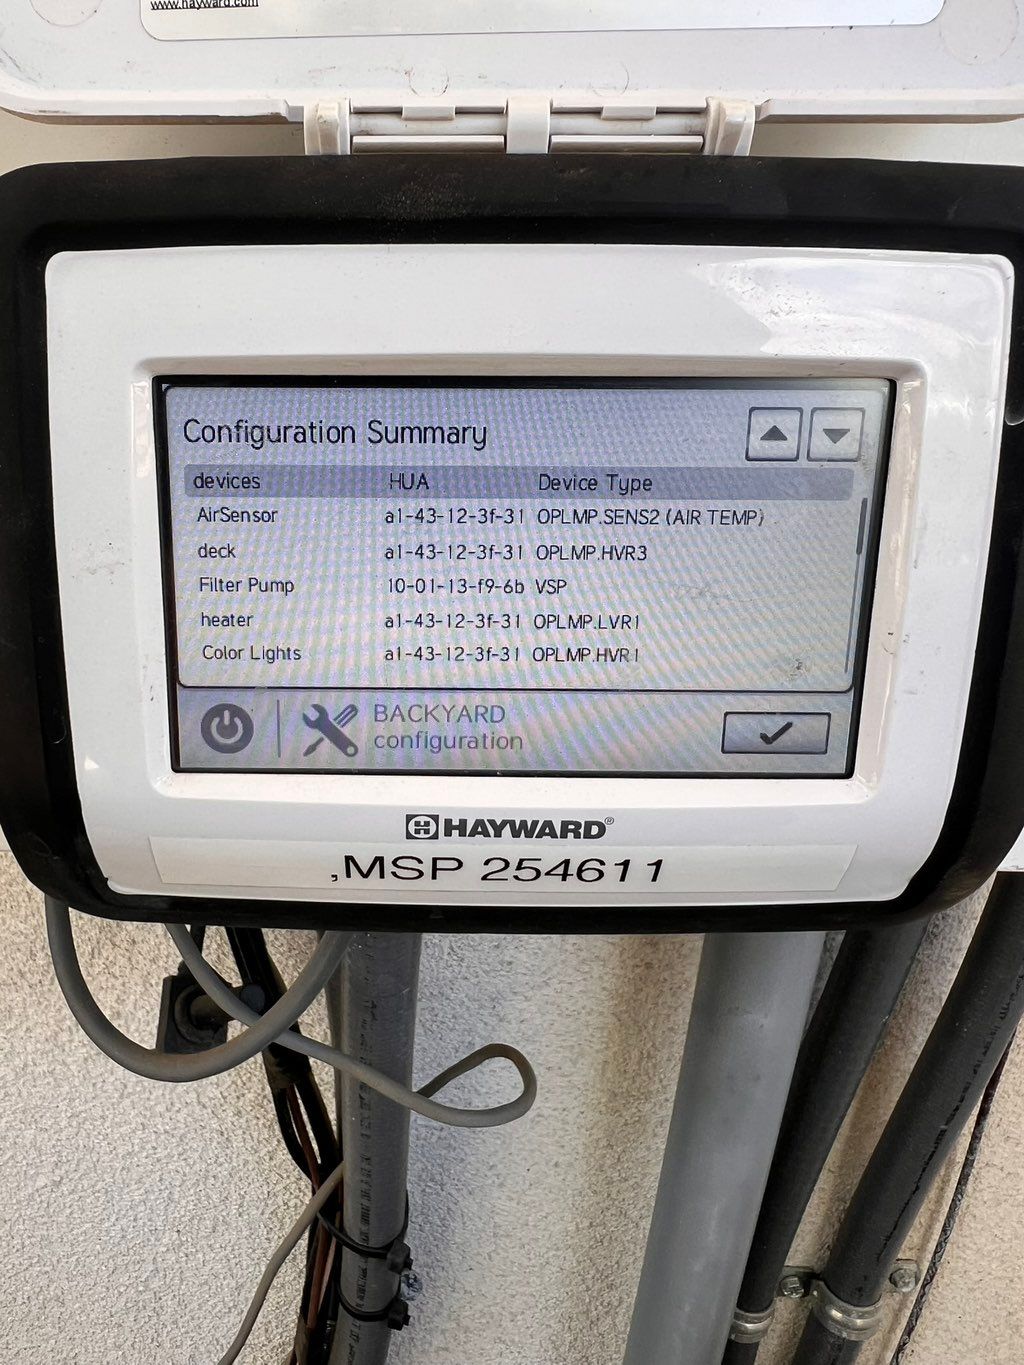 www.hayward.com
Configuration Summary
devices HUA Device Type
AirSensor a1-43-12-3f-31 OPLMP.SENS2 (AIR TEMP)
deck a1-43-12-3f-31 OPLMP.HVR3
Filter Pump 10-01-13-f9-6b VSP
heater a1-43-12-3f-31 OPLMP.LVR1
Color Lights a1-43-12-3f-31 OPLMP.HVR1
BACKYARD
configuration
HAYWARD®
,MSP 254611